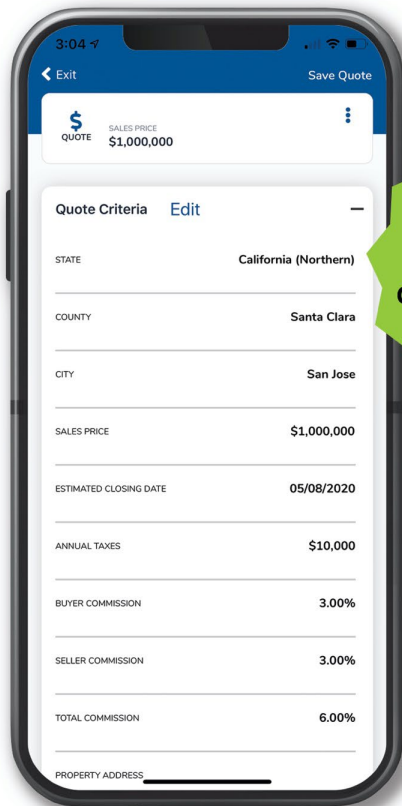 3:04
Exit
Save Quote
$
QUOTE
SALES PRICE
$1,000,000
Quote Criteria Edit
STATE California (Northern)
COUNTY Santa Clara
CITY San Jose
SALES PRICE $1,000,000
ESTIMATED CLOSING DATE 05/08/2020
ANNUAL TAXES $10,000
BUYER COMMISSION 3.00%
SELLER COMMISSION 3.00%
TOTAL COMMISSION 6.00%
PROPERTY ADDRESS